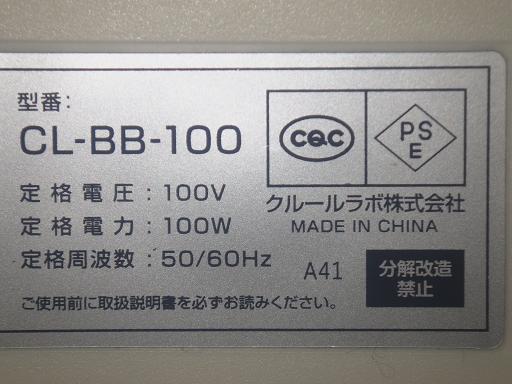 型番:
CL-BB-100
定格電圧 : 100V
定格電力 : 100W
定格周波数 : 50/60Hz
ご使用前に取扱説明書を必ずお読みください。
CQC
PS
E
クルールラボ株式会社
MADE IN CHINA
A41
分解改造
禁止